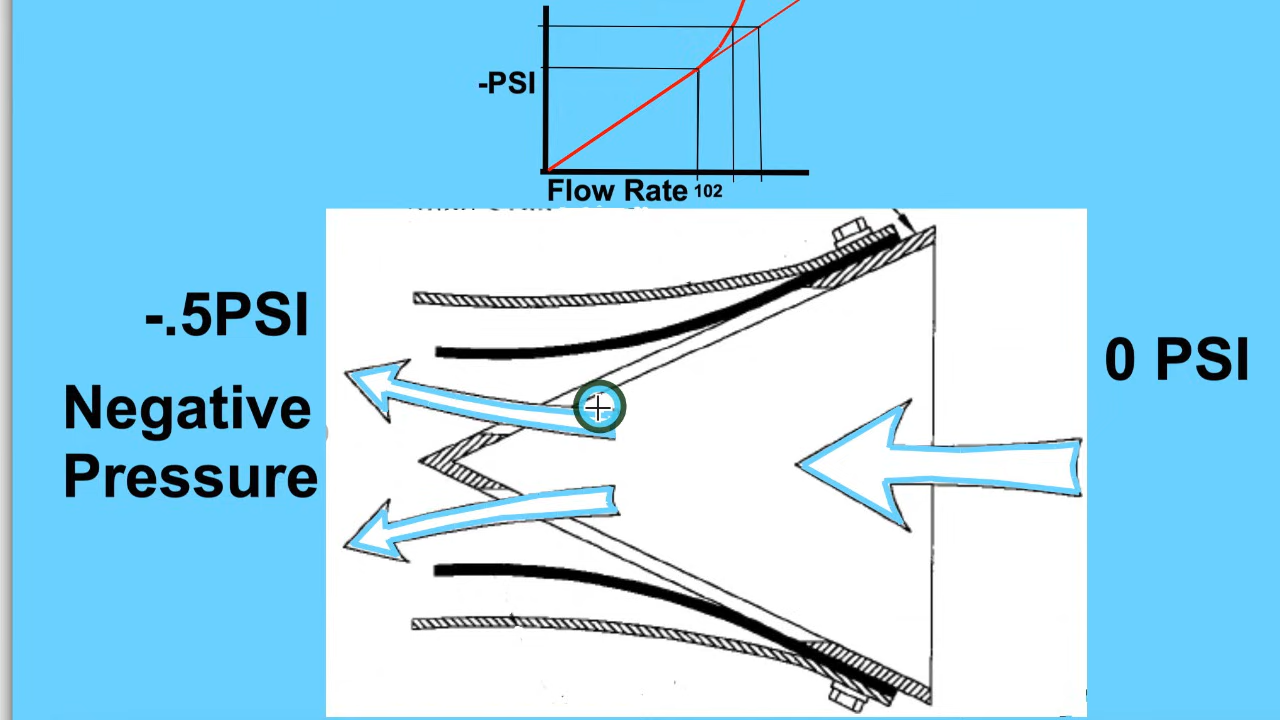 -PSI
Flow Rate 102
-.5PSI
0 PSI
Negative
Pressure